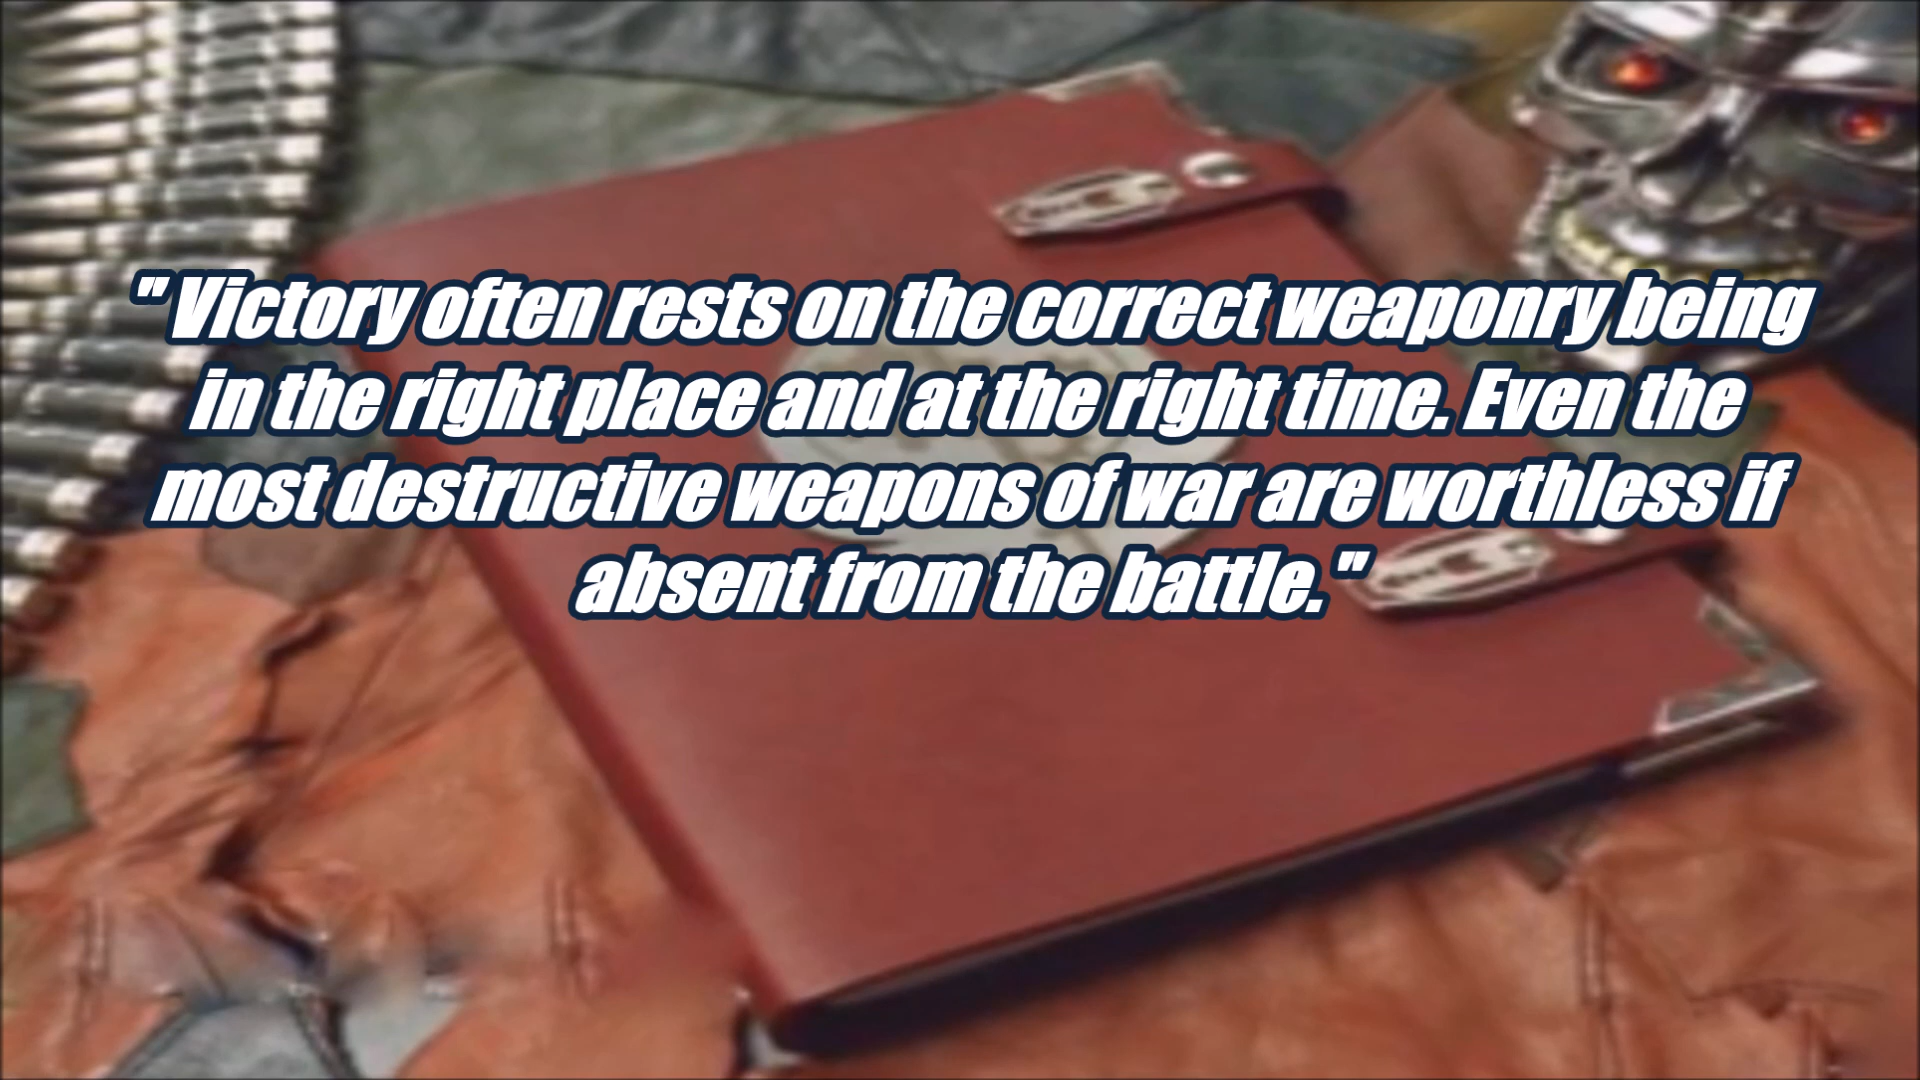 " Victory often rests on the correct weaponry being
in the right place and at the right time. Even the
most destructive weapons of war are worthless if
absent from the battle. "